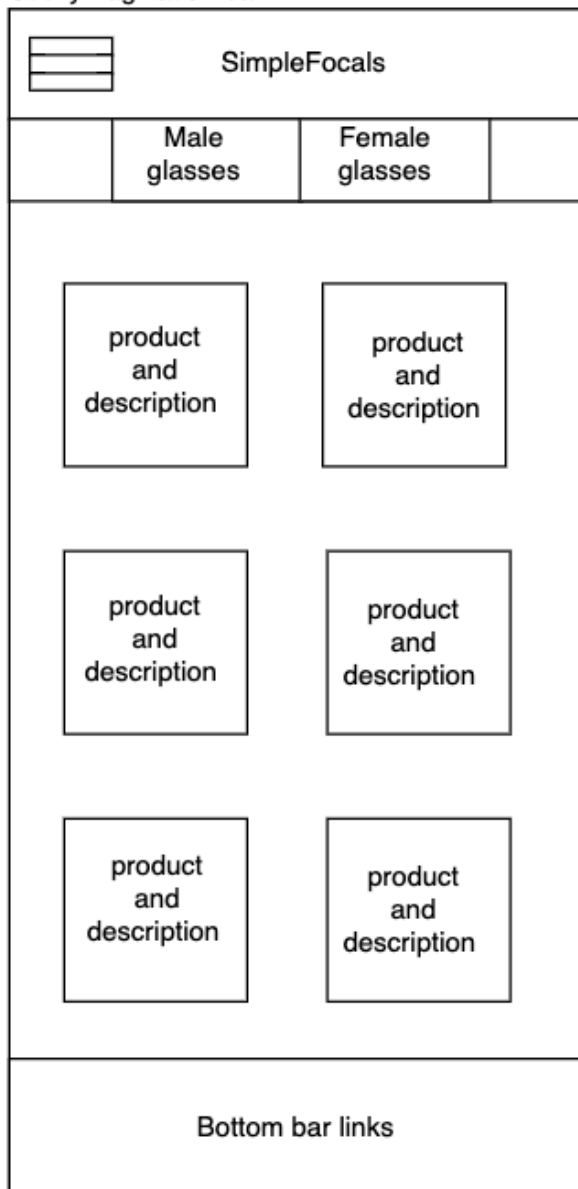 SimpleFocals
Male
glasses
Female
glasses
product
and
description
product
and
description
product
and
description
product
and
description
product
and
description
product
and
description
Bottom bar links